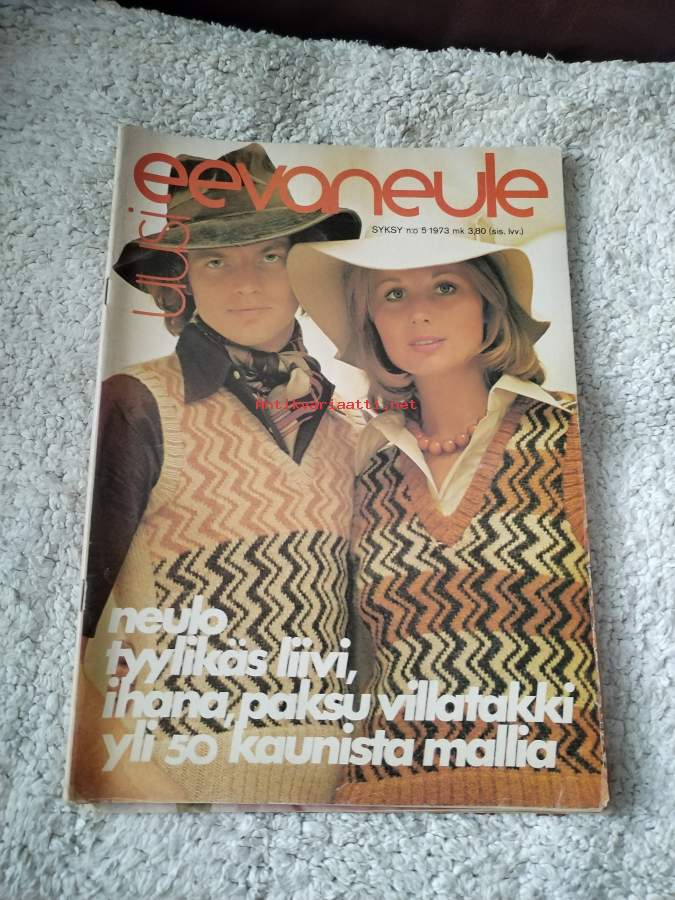 uusi
eevaneule
SYKSY n:o 5 1973 mk 3,80 (sis. lvv.)
Antikvariaatti.net
neulo
tyylikäs liivi,
ihana, paksu villatakki
yli 50 kaunista mallia